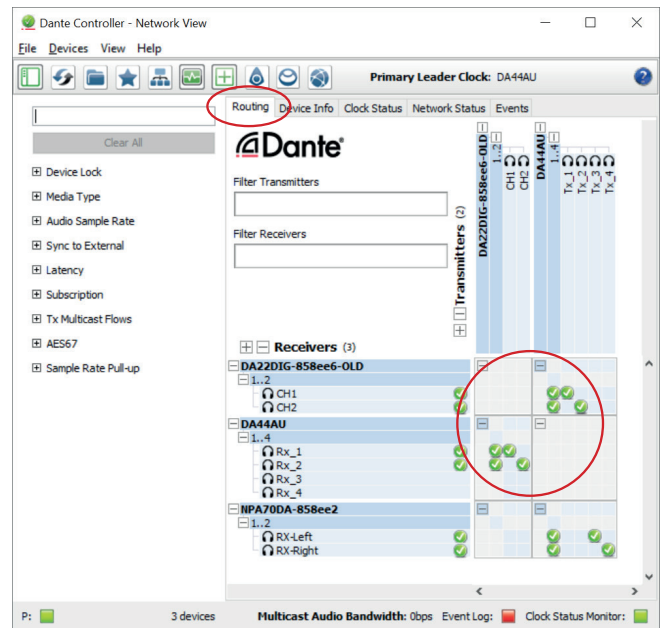 Dante Controller - Network View
File Devices View Help
Primary Leader Clock: DA44AU
Routing Device Info Clock Status Network Status Events
Clear All
Device Lock
Media Type
Audio Sample Rate
Sync to External
Latency
Subscription
Tx Multicast Flows
AES67
Sample Rate Pull-up
Dante
Filter Transmitters
Filter Receivers
Transmitters (2)
DA22DIG-858ee6-OLD
1..2
CH1
CH2
DA44AU
1..4
Tx_1
Tx_2
Tx_3
Tx_4
Receivers (3)
DA22DIG-858ee6-OLD
1..2
CH1
CH2
DA44AU
1..4
Rx_1
Rx_2
Rx_3
Rx_4
NPA70DA-858ee2
1..2
RX-Left
RX-Right
P: 3 devices Multicast Audio Bandwidth: 0bps Event Log: Clock Status Monitor: